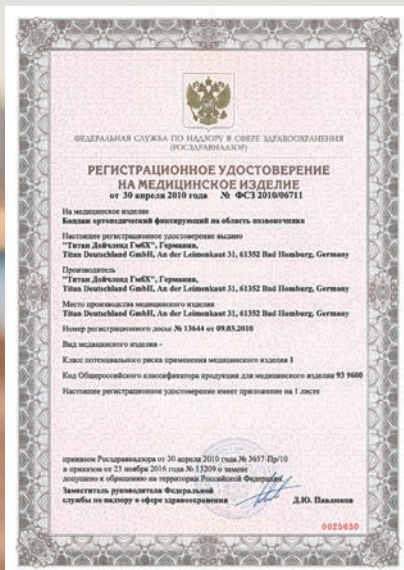 ФЕДЕРАЛЬНАЯ СЛУЖБА ПО НАДЗОРУ В СФЕРЕ ЗДРАВООХРАНЕНИЯ
(РОСЗДРАВНАДЗОР)
РЕГИСТРАЦИОННОЕ УДОСТОВЕРЕНИЕ
НА МЕДИЦИНСКОЕ ИЗДЕЛИЕ
от 30 апреля 2010 года № ФСЗ 2010/06711
На медицинское изделие
Бандаж ортопедический фиксирующий на область позвоночника
Настоящее регистрационное удостоверение выдано
"Титан Дойчлянд ГмбХ", Германия,
Titan Deutschland GmbH, An der Leimenkaut 31, 61352 Bad Homburg, Germany
Производитель
"Титан Дойчлянд ГмбХ", Германия,
Titan Deutschland GmbH, An der Leimenkaut 31, 61352 Bad Homburg, Germany
Место производства медицинского изделия
Titan Deutschland GmbH, An der Leimenkaut 31, 61352 Bad Homburg, Germany
Номер регистрационного досье № 13644 от 09.03.2010
Вид медицинского изделия -
Класс потенциального риска применения медицинского изделия 1
Код Общероссийского классификатора продукции для медицинского изделия 93 9600
Настоящее регистрационное удостоверение имеет приложение на 1 листе
приказом Росздравнадзора от 30 апреля 2010 года № 3657-Пр/10
и приказом от 23 ноября 2016 года № 13209 о замене
допущено к обращению на территории Российской Федерации.
Заместитель руководителя Федеральной
службы по надзору в сфере здравоохранения
Д.Ю. Павлюков
0025650